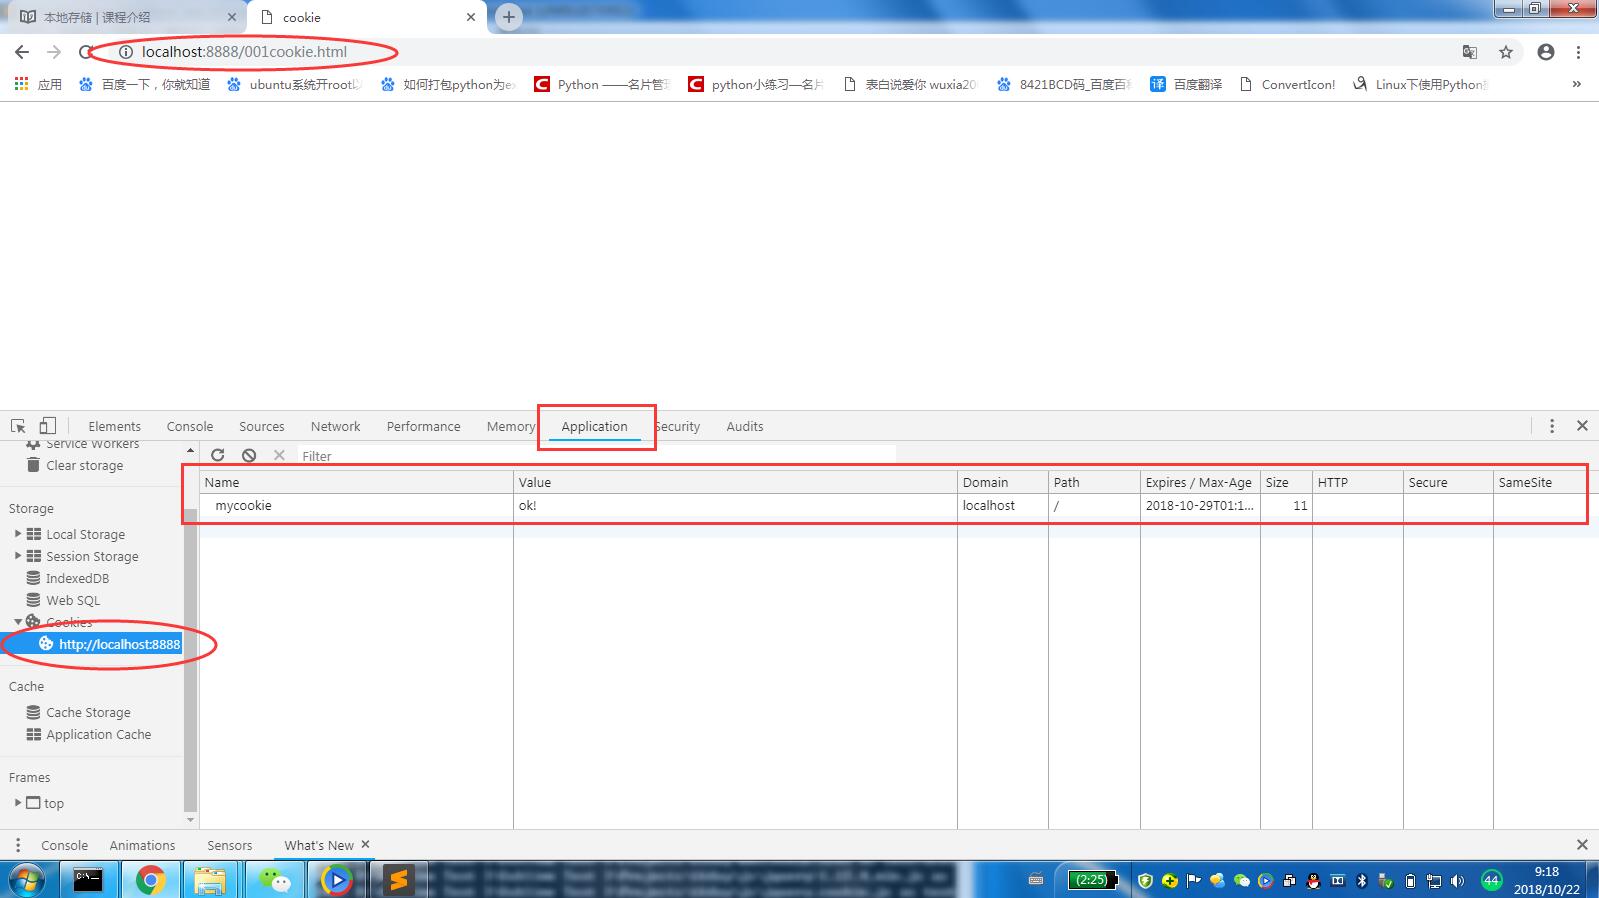 本地存储 | 课程介绍
cookie
localhost:8888/001cookie.html
应用 百度一下，你就知道 ubuntu系统开root以 如何打包python为ex Python ——名片管理 python小练习—名片 表白说爱你 wuxia20 8421BCD码_百度百科 译 百度翻译 ConvertIcon! Linux下使用Python »
Elements Console Sources Network Performance Memory Application Security Audits
Service Workers
Clear storage
Storage
Local Storage
Session Storage
IndexedDB
Web SQL
Cookies
http://localhost:8888
Cache
Cache Storage
Application Cache
Frames
top
Filter
Name Value Domain Path Expires / Max-Age Size HTTP Secure SameSite
mycookie ok! localhost / 2018-10-29T01:1... 11
Console Animations Sensors What's New
C:\
(2:25)
44
9:18
2018/10/22